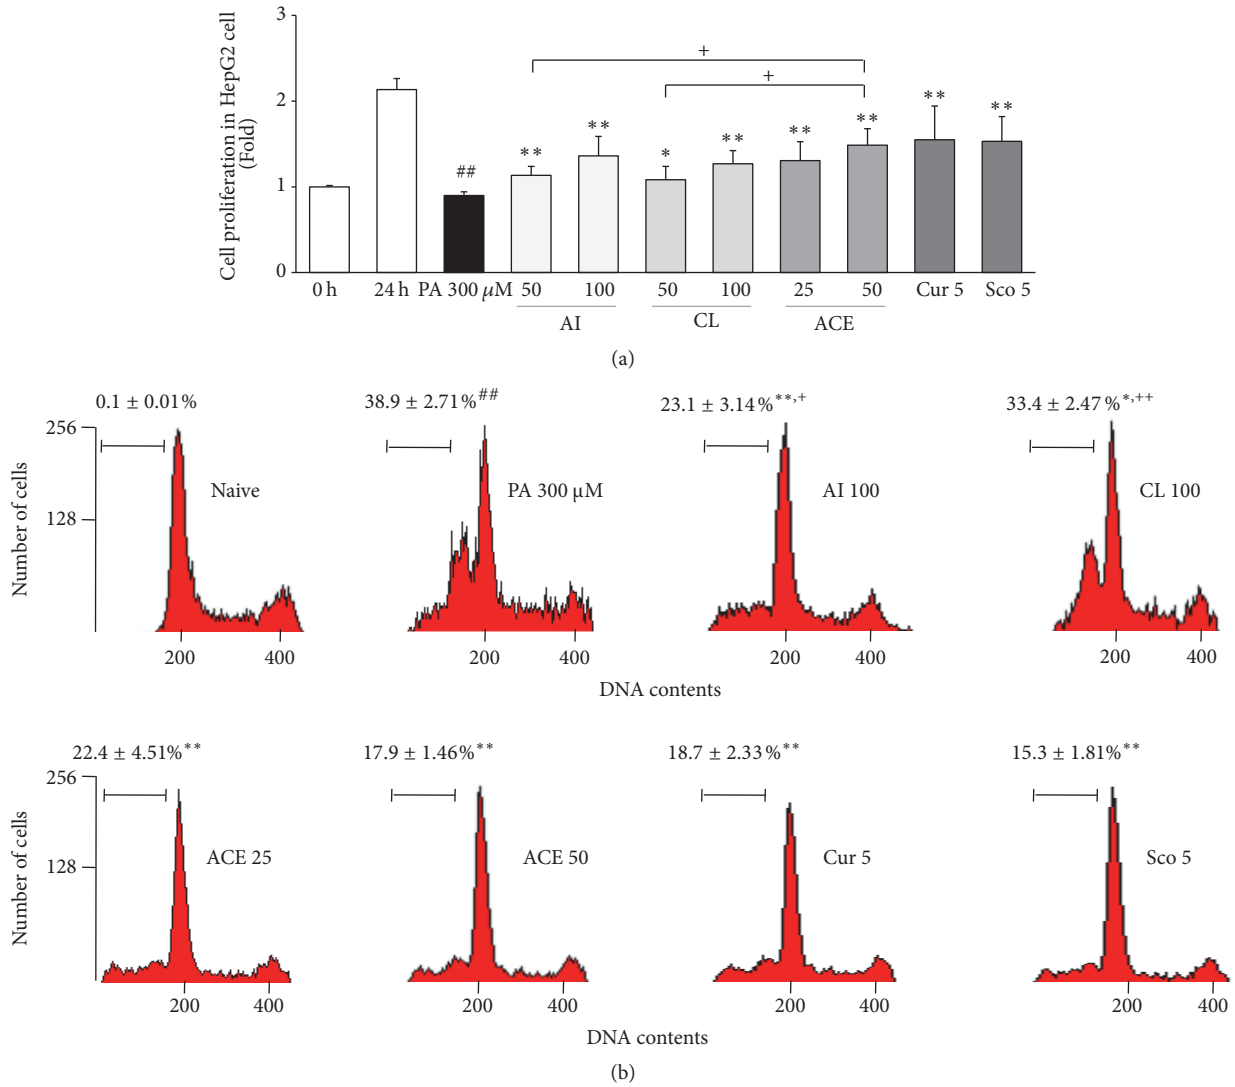 Cell proliferation in HepG2 cell
(Fold)
3
2
1
0
+
+
##
**
**
*
**
**
**
**
**
0 h
24 h
PA 300 μM
50
100
50
100
25
50
Cur 5
Sco 5
AI
CL
ACE
(a)
0.1 ± 0.01%
38.9 ± 2.71%##
23.1 ± 3.14%**,+
33.4 ± 2.47%*,++
Number of cells
256
128
Naive
PA 300 μM
AI 100
CL 100
200
400
200
400
200
400
200
400
DNA contents
22.4 ± 4.51%**
17.9 ± 1.46%**
18.7 ± 2.33%**
15.3 ± 1.81%**
Number of cells
256
128
ACE 25
ACE 50
Cur 5
Sco 5
200
400
200
400
200
400
200
400
DNA contents
(b)